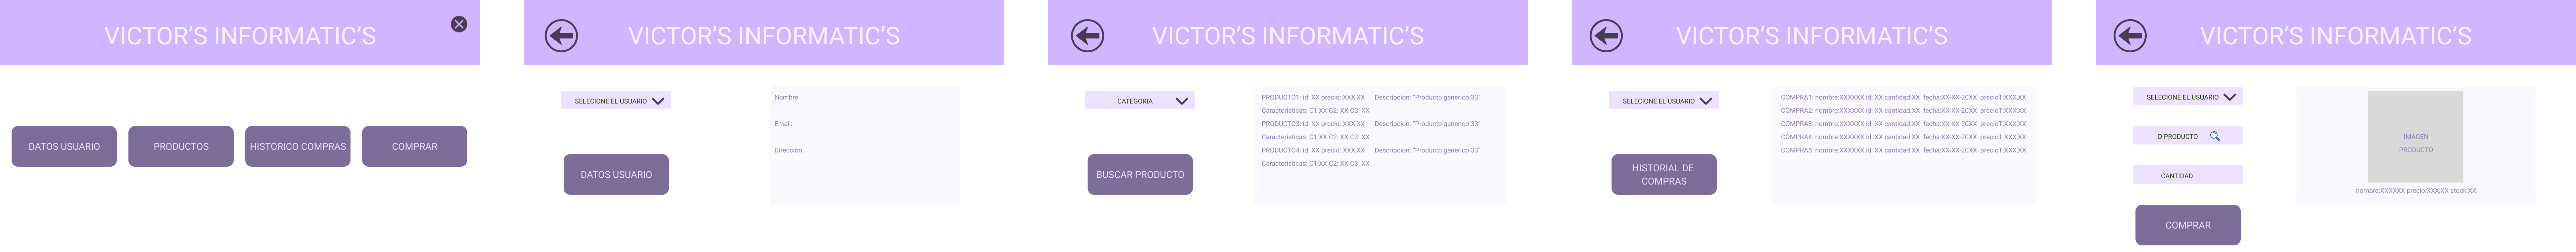 VICTOR'S INFORMATIC'S
DATOS USUARIO
PRODUCTOS
HISTORICO COMPRAS
COMPRAR
VICTOR'S INFORMATIC'S
SELECIONE EL USUARIO
DATOS USUARIO
Nombre:
Email:
Dirección:
VICTOR'S INFORMATIC'S
CATEGORIA
BUSCAR PRODUCTO
PRODUCTO1: id: XX precio: XXX,XX Descripcion: "Producto generico 33"
Caracteristicas: C1:XX C2: XX C3: XX
PRODUCTO3: id: XX precio: XXX,XX Descripcion: "Producto generico 33"
Caracteristicas: C1:XX C2: XX C3: XX
PRODUCTO4: id: XX precio: XXX,XX Descripcion: "Producto generico 33"
Caracteristicas: C1:XX C2: XX C3: XX
VICTOR'S INFORMATIC'S
SELECIONE EL USUARIO
HISTORIAL DE
COMPRAS
COMPRA1: nombre:XXXXXX id: XX cantidad:XX fecha:XX-XX-20XX precioT:XXX,XX
COMPRA2: nombre:XXXXXX id: XX cantidad:XX fecha:XX-XX-20XX precioT:XXX,XX
COMPRA3: nombre:XXXXXX id: XX cantidad:XX fecha:XX-XX-20XX precioT:XXX,XX
COMPRA4: nombre:XXXXXX id: XX cantidad:XX fecha:XX-XX-20XX precioT:XXX,XX
COMPRA5: nombre:XXXXXX id: XX cantidad:XX fecha:XX-XX-20XX precioT:XXX,XX
VICTOR'S INFORMATIC'S
SELECIONE EL USUARIO
ID PRODUCTO
CANTIDAD
COMPRAR
IMAGEN
PRODUCTO
nombre:XXXXXX precio:XXX,XX stock:XX